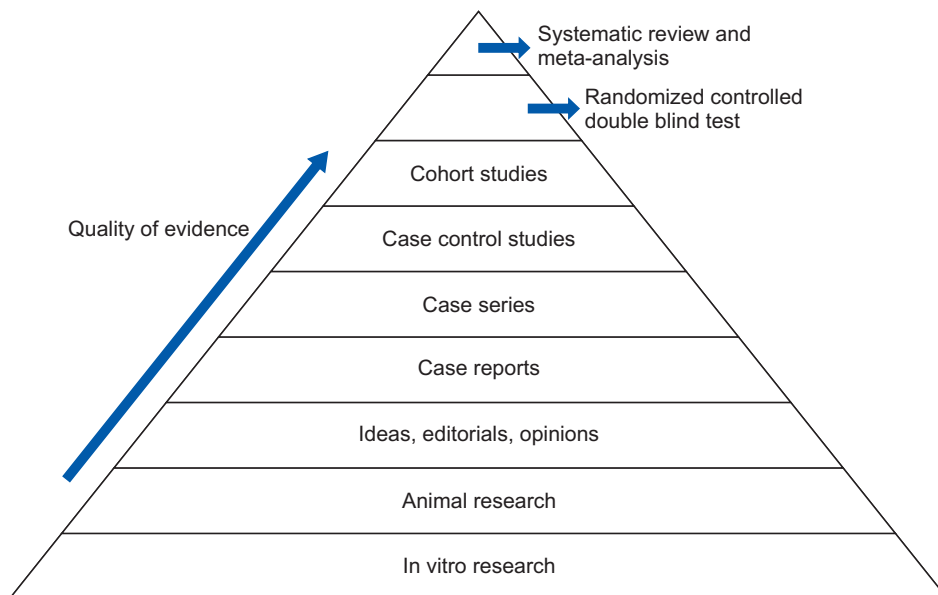 Systematic review and
meta-analysis
Randomized controlled
double blind test
Cohort studies
Quality of evidence
Case control studies
Case series
Case reports
Ideas, editorials, opinions
Animal research
In vitro research